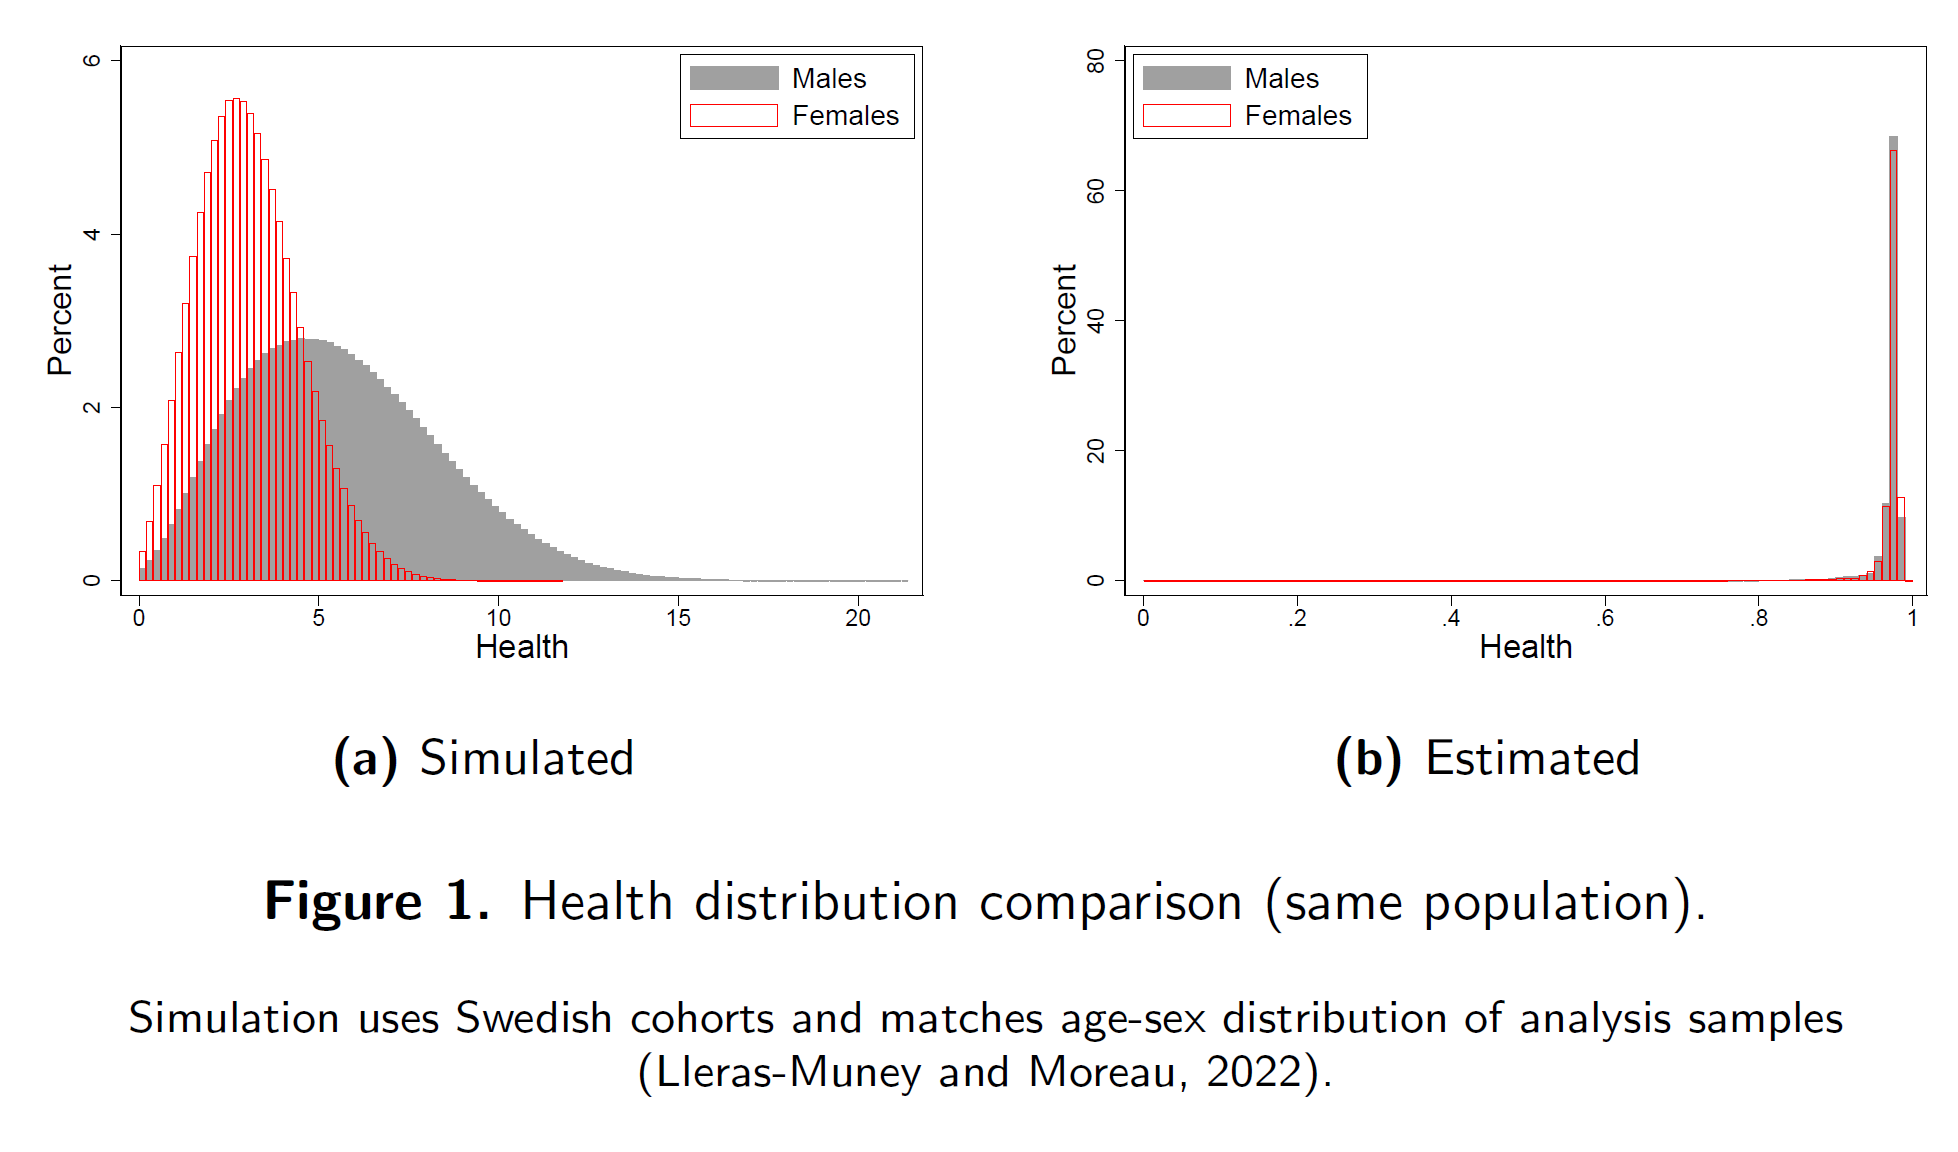 6
4
2
0
Percent
0 5 10 15 20
Health
Males
Females
(a) Simulated
80
60
40
20
0
Percent
0 .2 .4 .6 .8 1
Health
Males
Females
(b) Estimated
Figure 1. Health distribution comparison (same population).
Simulation uses Swedish cohorts and matches age-sex distribution of analysis samples
(Lleras-Muney and Moreau, 2022).